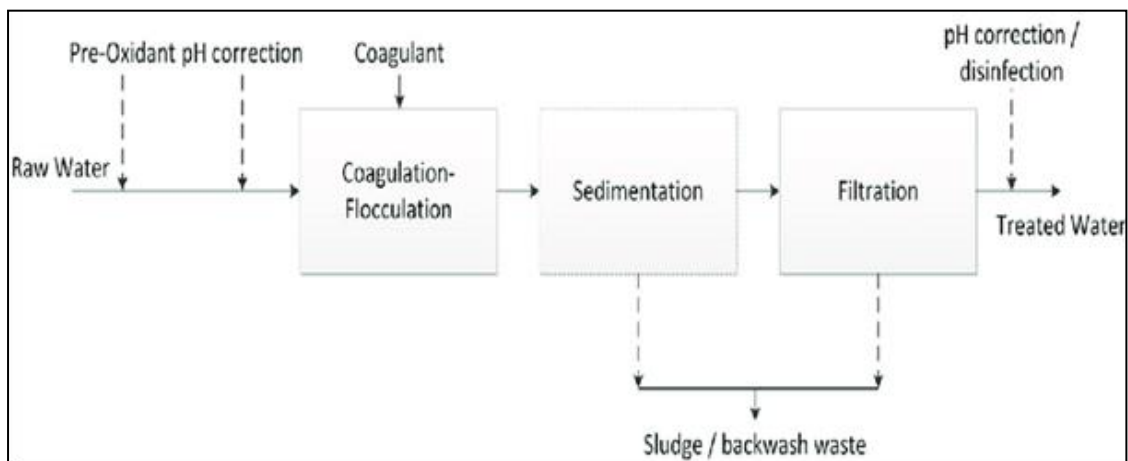 Pre-Oxidant pH correction
Coagulant
pH correction /
disinfection
Raw Water
Coagulation-
Flocculation
Sedimentation
Filtration
Treated Water
Sludge / backwash waste